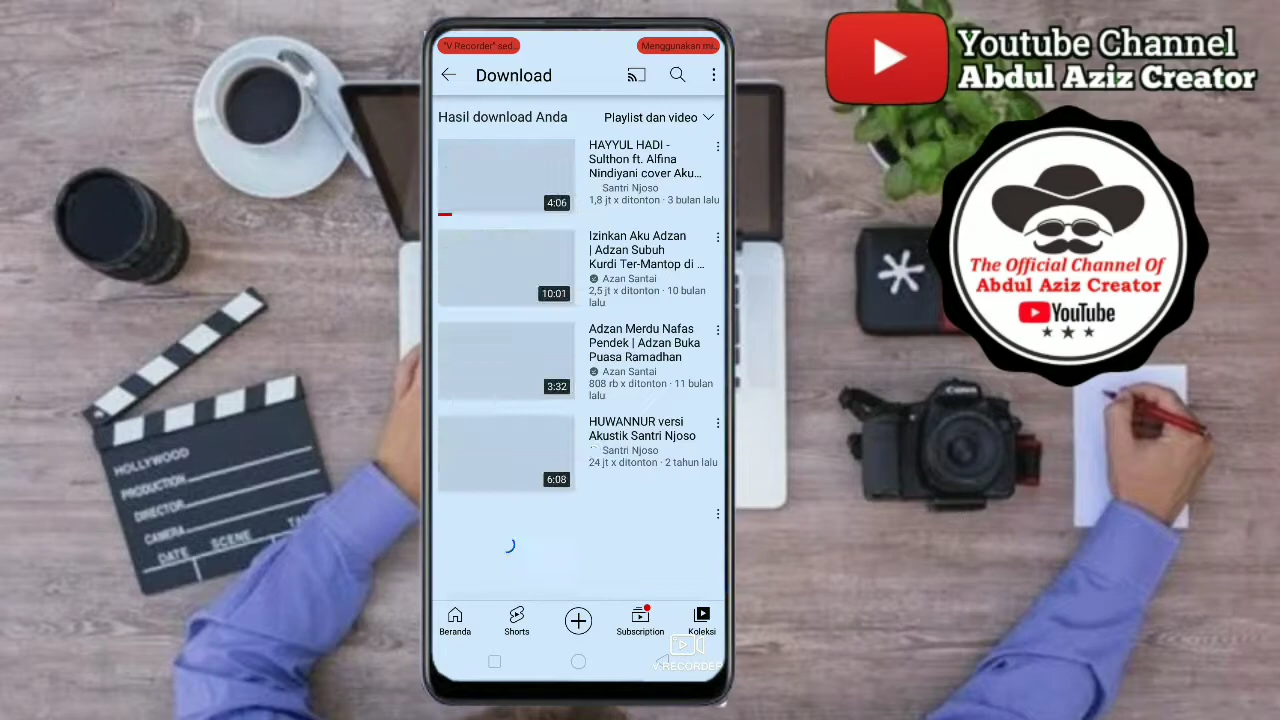 "V Recorder" sed..
Menggunakan mi..
Download
Hasil download Anda
Playlist dan video
4:06
HAYYUL HADI -
Sulthon ft. Alfina
Nindiyani cover Aku...
Santri Njoso
1,8 jt x ditonton · 3 bulan lalu
10:01
Izinkan Aku Adzan
| Adzan Subuh
Kurdi Ter-Mantop di ...
Azan Santai
2,5 jt x ditonton · 10 bulan
lalu
3:32
Adzan Merdu Nafas
Pendek | Adzan Buka
Puasa Ramadhan
Azan Santai
808 rb x ditonton · 11 bulan
lalu
6:08
HUWANNUR versi
Akustik Santri Njoso
Santri Njoso
24 jt x ditonton · 2 tahun lalu
Beranda
Shorts
Subscription
Koleksi
V RECORDER
Youtube Channel
Abdul Aziz Creator
The Official Channel Of
Abdul Aziz Creator
YouTube
HOLLYWOOD
PRODUCTION
DIRECTOR
CAMERA
DATE SCENE
Canon